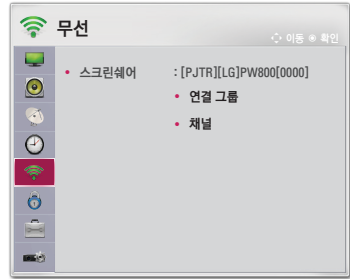 무선
이동 확인
스크린쉐어 : [PJTR][LG]PW800[0000]
• 연결 그룹
• 채널